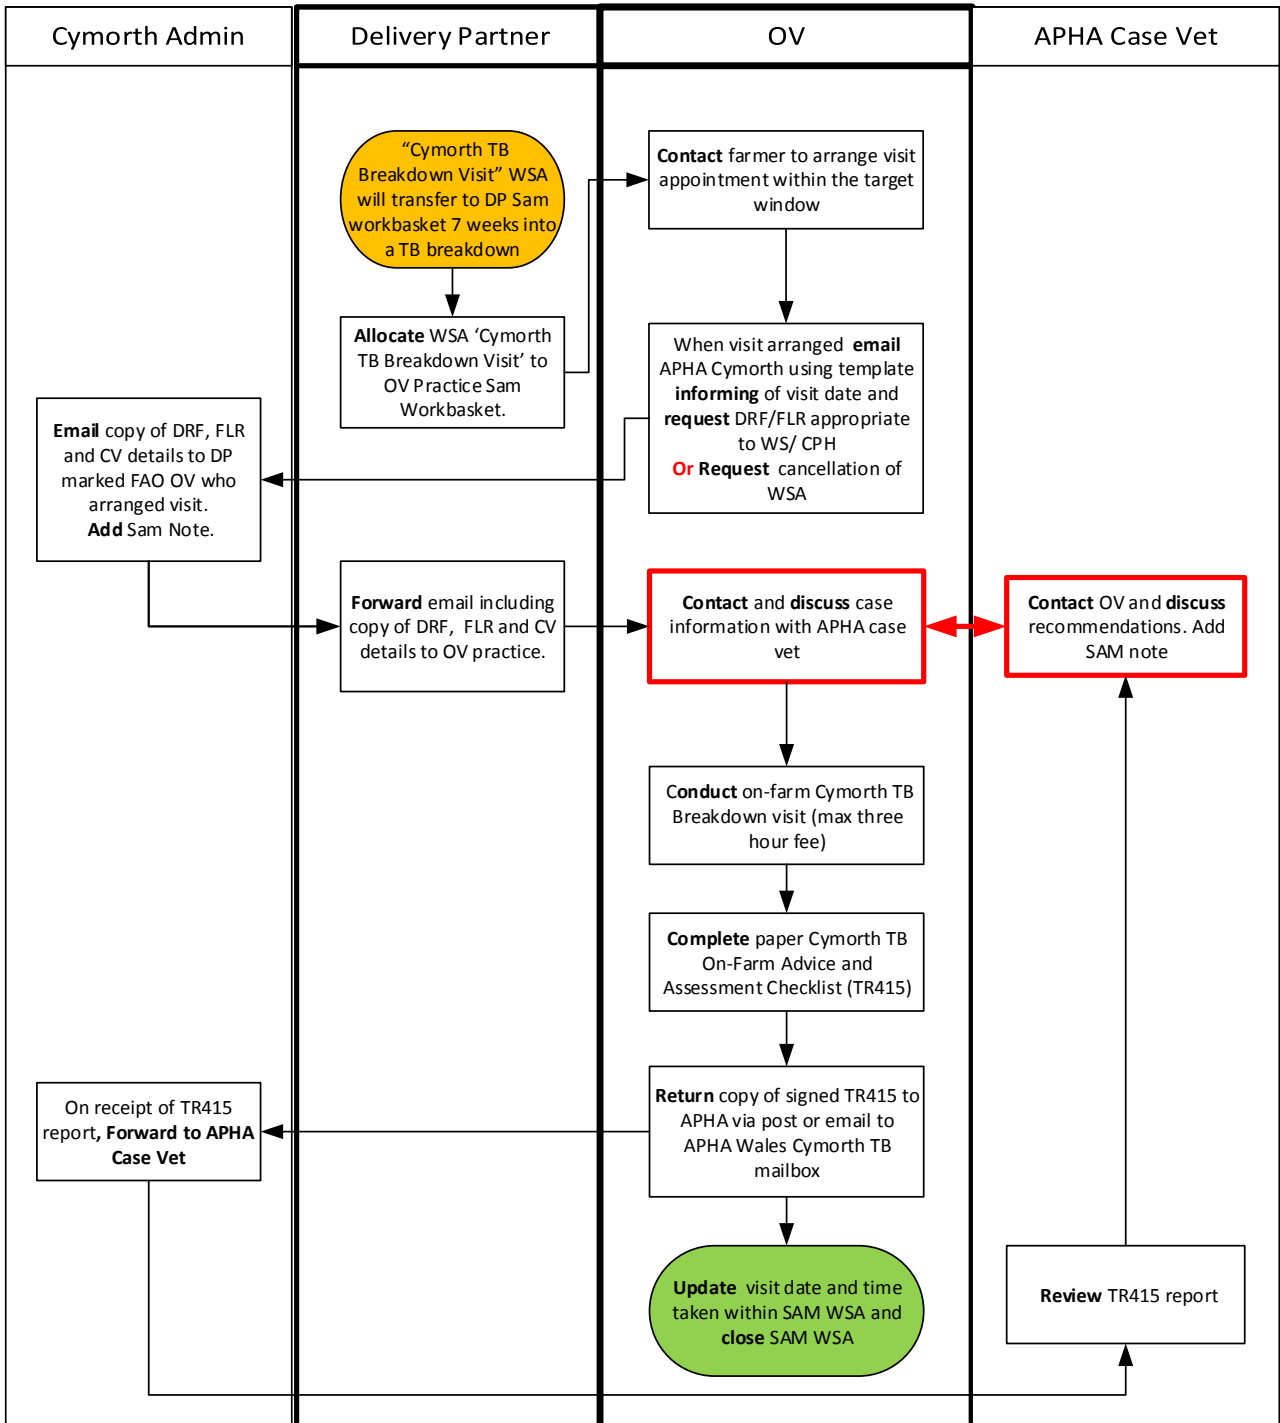 Cymorth Admin
Delivery Partner
OV
APHA Case Vet
“Cymorth TB
Breakdown Visit” WSA
will transfer to DP Sam
workbasket 7 weeks into
a TB breakdown
Contact farmer to arrange visit
appointment within the target
window
Allocate WSA ‘Cymorth
TB Breakdown Visit’ to
OV Practice Sam
Workbasket.
When visit arranged email
APHA Cymorth using template
informing of visit date and
request DRF/FLR appropriate
to WS/ CPH
Or Request cancellation of
WSA
Email copy of DRF, FLR
and CV details to DP
marked FAO OV who
arranged visit.
Add Sam Note.
Forward email including
copy of DRF, FLR and CV
details to OV practice.
Contact and discuss case
information with APHA case
vet
Contact OV and discuss
recommendations. Add
SAM note
Conduct on-farm Cymorth TB
Breakdown visit (max three
hour fee)
Complete paper Cymorth TB
On-Farm Advice and
Assessment Checklist (TR415)
Return copy of signed TR415 to
APHA via post or email to
APHA Wales Cymorth TB
mailbox
On receipt of TR415
report, Forward to APHA
Case Vet
Update visit date and time
taken within SAM WSA and
close SAM WSA
Review TR415 report